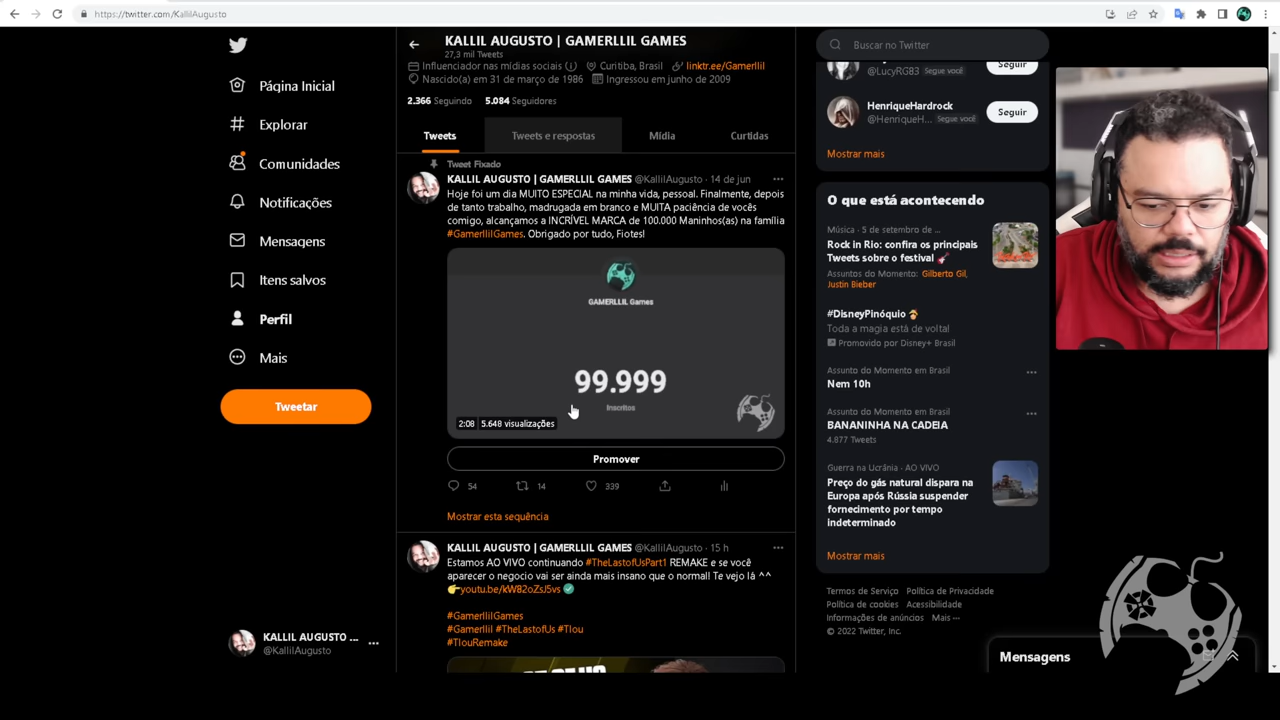 https://twitter.com/KallilAugusto
KALLIL AUGUSTO | GAMERLLIL GAMES
27,3 mil Tweets
Influenciador nas mídias sociais
Curitiba, Brasil
linktr.ee/Gamerllil
Nascido(a) em 31 de março de 1986
Ingressou em junho de 2009
2.366 Seguindo 5.084 Seguidores
Tweets
Tweets e respostas
Mídia
Curtidas
Página Inicial
Explorar
Comunidades
Notificações
Mensagens
Itens salvos
Perfil
Mais
Tweetar
KALLIL AUGUSTO ...
@KallilAugusto
Tweet Fixado
KALLIL AUGUSTO | GAMERLLIL GAMES @KallilAugusto · 14 de jun
Hoje foi um dia MUITO ESPECIAL na minha vida, pessoal. Finalmente, depois
de tanto trabalho, madrugada em branco e MUITA paciência de vocês
comigo, alcançamos a INCRÍVEL MARCA de 100.000 Maninhos(as) na família
#GamerllilGames. Obrigado por tudo, Fiotes!
GAMERLLIL Games
99.999
Inscritos
2:08 5.648 visualizações
Promover
54 14 339
Mostrar esta sequência
KALLIL AUGUSTO | GAMERLLIL GAMES @KallilAugusto · 15 h
Estamos AO VIVO continuando #TheLastofUsPart1 REMAKE e se você
aparecer o negocio vai ser ainda mais insano que o normal! Te vejo lá ^^
👉youtu.be/kW82oZsJ5vs
#GamerllilGames
#Gamerllil #TheLastofUs #Tlou
#TlouRemake
Buscar no Twitter
@LucyRG83 Segue você
Seguir
HenriqueHardrock
@HenriqueH... Segue você
Seguir
Mostrar mais
O que está acontecendo
Música · 5 de setembro de ...
Rock in Rio: confira os principais
Tweets sobre o festival 🎸
Assuntos do Momento: Gilberto Gil,
Justin Bieber
#DisneyPinóquio
Toda a magia está de volta!
Promovido por Disney+ Brasil
Assunto do Momento em Brasil
Nem 10h
Assunto do Momento em Brasil
BANANINHA NA CADEIA
4.877 Tweets
Guerra na Ucrânia · AO VIVO
Preço do gás natural dispara na
Europa após Rússia suspender
fornecimento por tempo
indeterminado
Mostrar mais
Termos de Serviço Política de Privacidade
Política de cookies Acessibilidade
Informações de anúncios Mais ···
© 2022 Twitter, Inc.
Mensagens